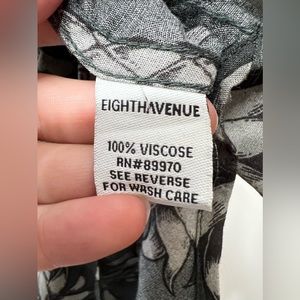 EIGHTHAVENUE
100% VISCOSE
RN#89970
SEE REVERSE
FOR WASH CARE